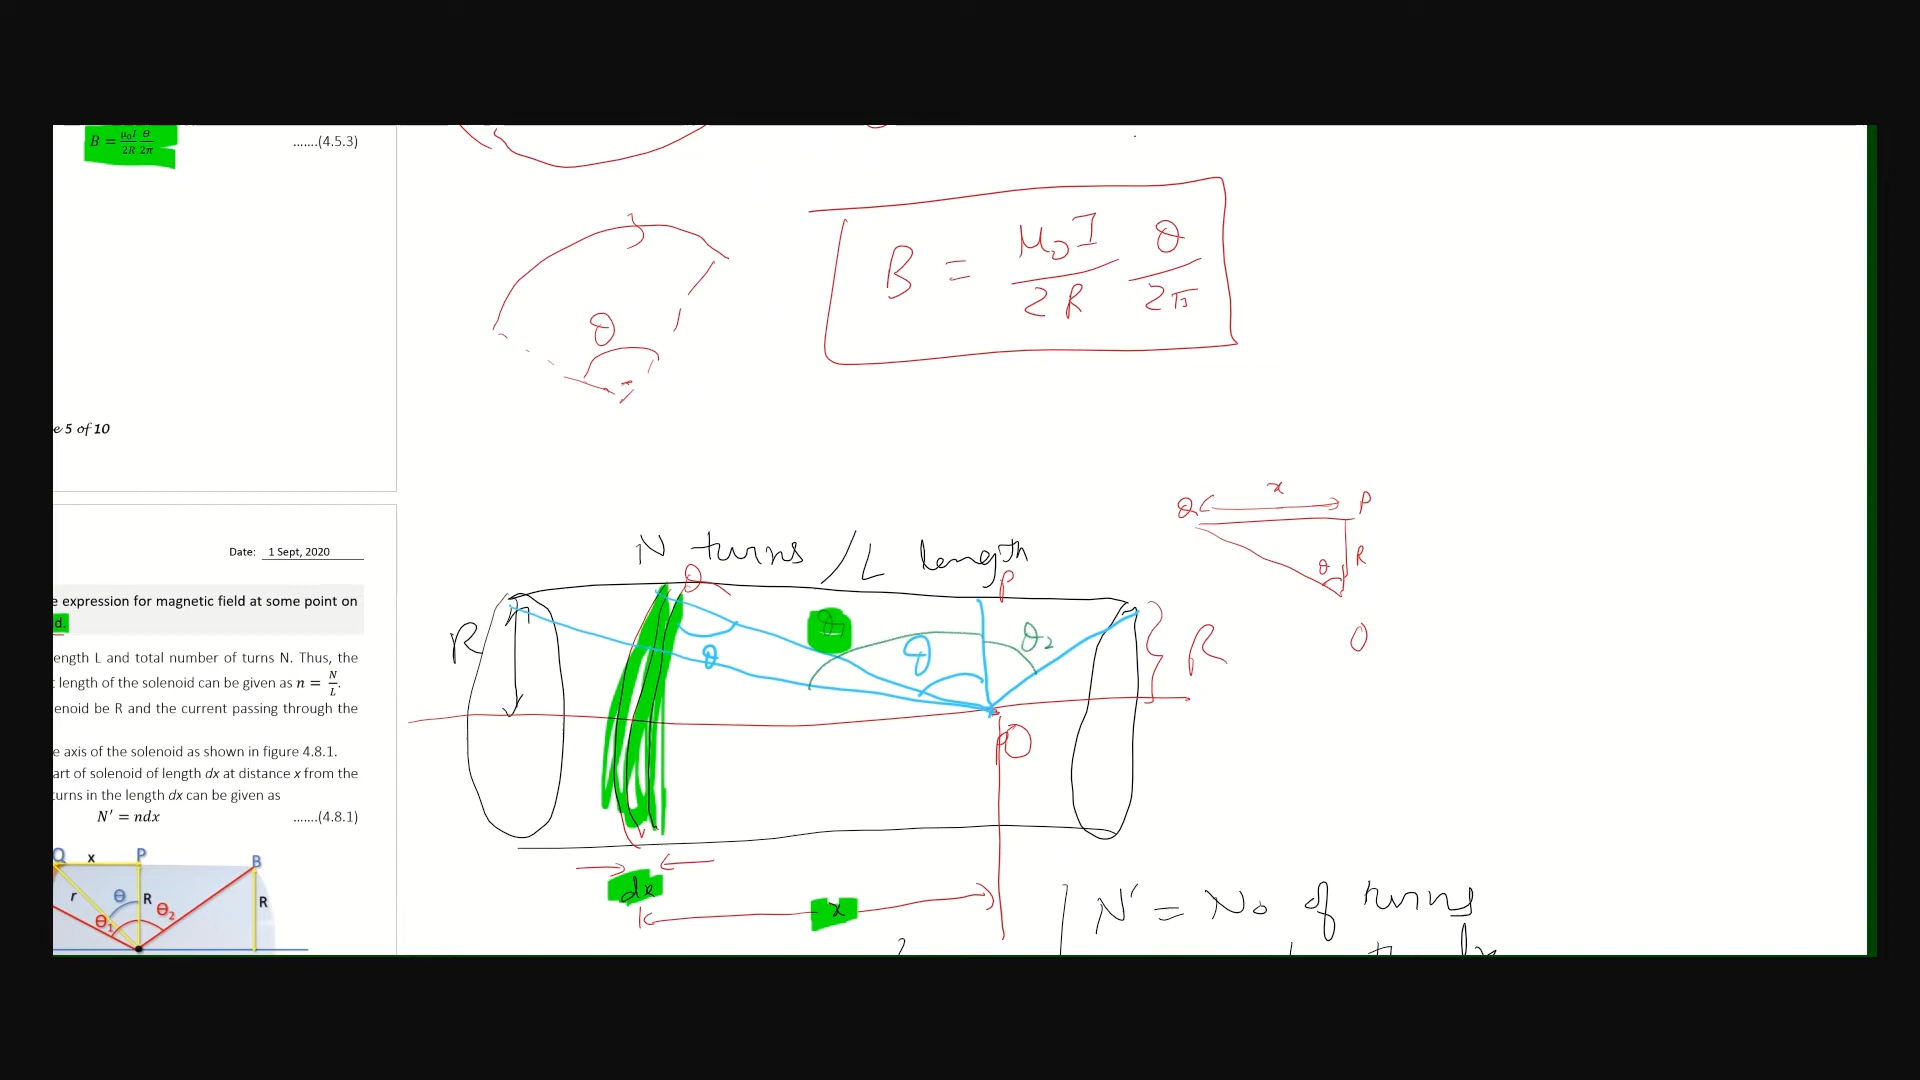 B = μ₀I/2R θ/2π .......(4.5.3)
e 5 of 10
Date: 1 Sept, 2020
e expression for magnetic field at some point on
d.
ength L and total number of turns N. Thus, the
length of the solenoid can be given as n = N/L.
enoid be R and the current passing through the
e axis of the solenoid as shown in figure 4.8.1.
art of solenoid of length dx at distance x from the
urns in the length dx can be given as
N' = ndx .......(4.8.1)
Q x P B
r θ R R
θ₁ θ₂
B = μ₀I/2R θ/2π
θ
x
Q P
R
θ
O
N turns /L length
Q P
R θ₁ θ₂ R
θ θ
O
dx
x
N' = No of turns